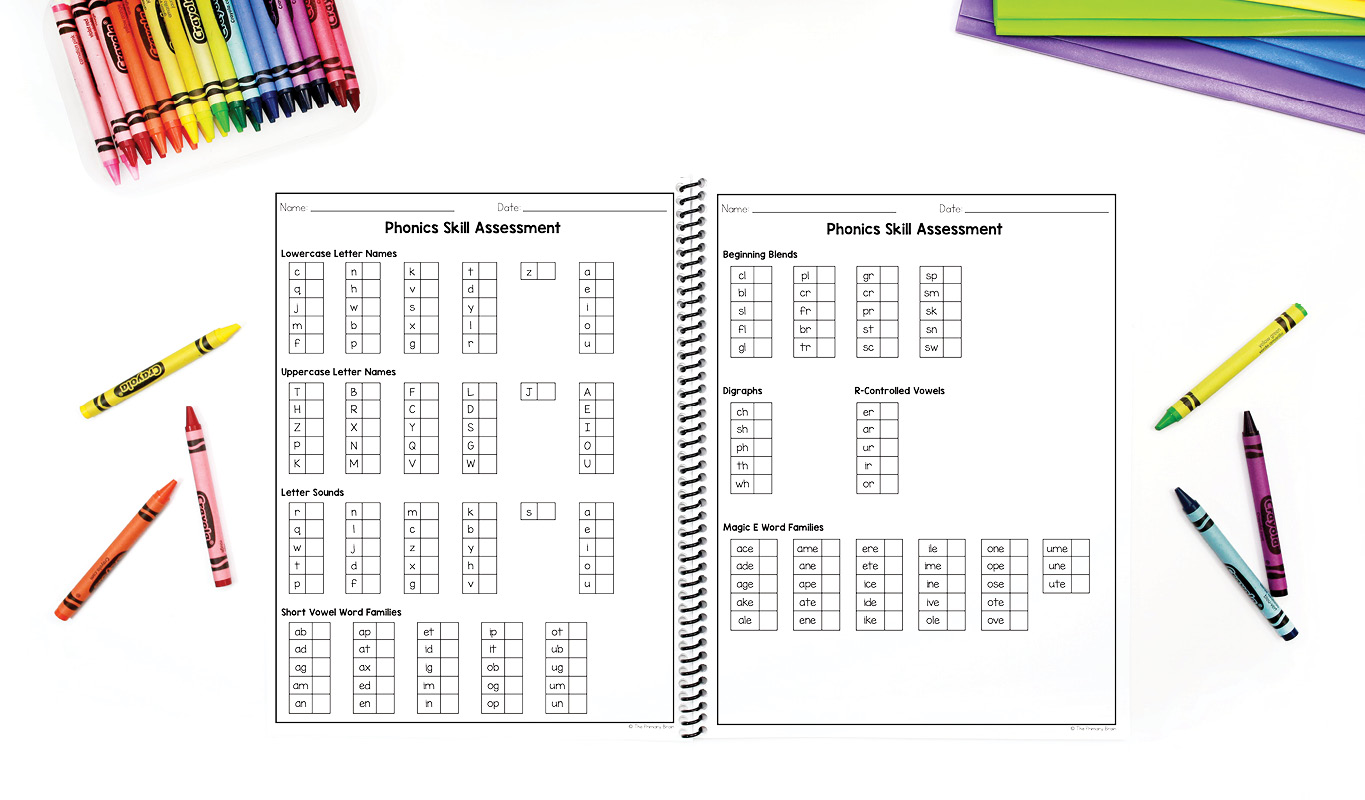 Crayola
Crayola
Crayola
Name:
Date:
Phonics Skill Assessment
Lowercase Letter Names
c n k t z a
q h v d e
j w s y i
m b x l o
f p g r u
Uppercase Letter Names
T B F L J A
H R C D E
Z X Y S I
P N Q G O
K M V W U
Letter Sounds
r n m k s a
q l c b e
w j z y i
t d x h o
p f g v u
Short Vowel Word Families
ab ap et ip ot
ad at id it ub
ag ax ig ob ug
am ed im og um
an en in op un
© The Primary Brain
Name:
Date:
Phonics Skill Assessment
Beginning Blends
cl pl gr sp
bl cr cr sm
sl fr pr sk
fl br st sn
gl tr sc sw
Digraphs R-Controlled Vowels
ch er
sh ar
ph ur
th ir
wh or
Magic E Word Families
ace ame ere ile one ume
ade ane ete ime ope une
age ape ice ine ose ute
ake ate ide ive ote
ale ene ike ole ove
© The Primary Brain
Crayola
Crayola
Crayola
yellow green
Crayola
Crayola